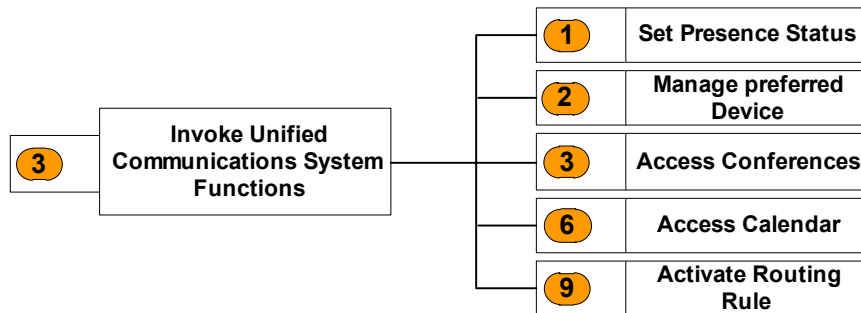 3
Invoke Unified
Communications System
Functions
1
Set Presence Status
2
Manage preferred
Device
3
Access Conferences
6
Access Calendar
9
Activate Routing
Rule